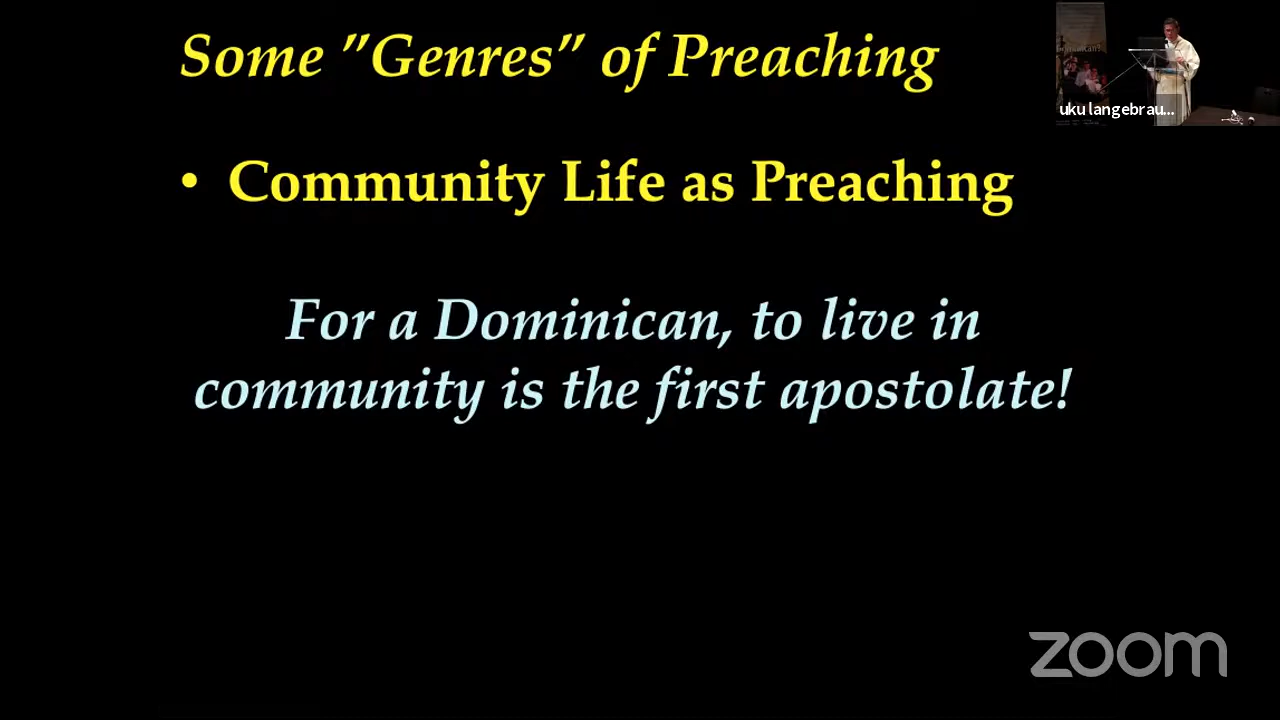 Some ”Genres” of Preaching
• Community Life as Preaching
For a Dominican, to live in
community is the first apostolate!
uku langebrau...
zoom